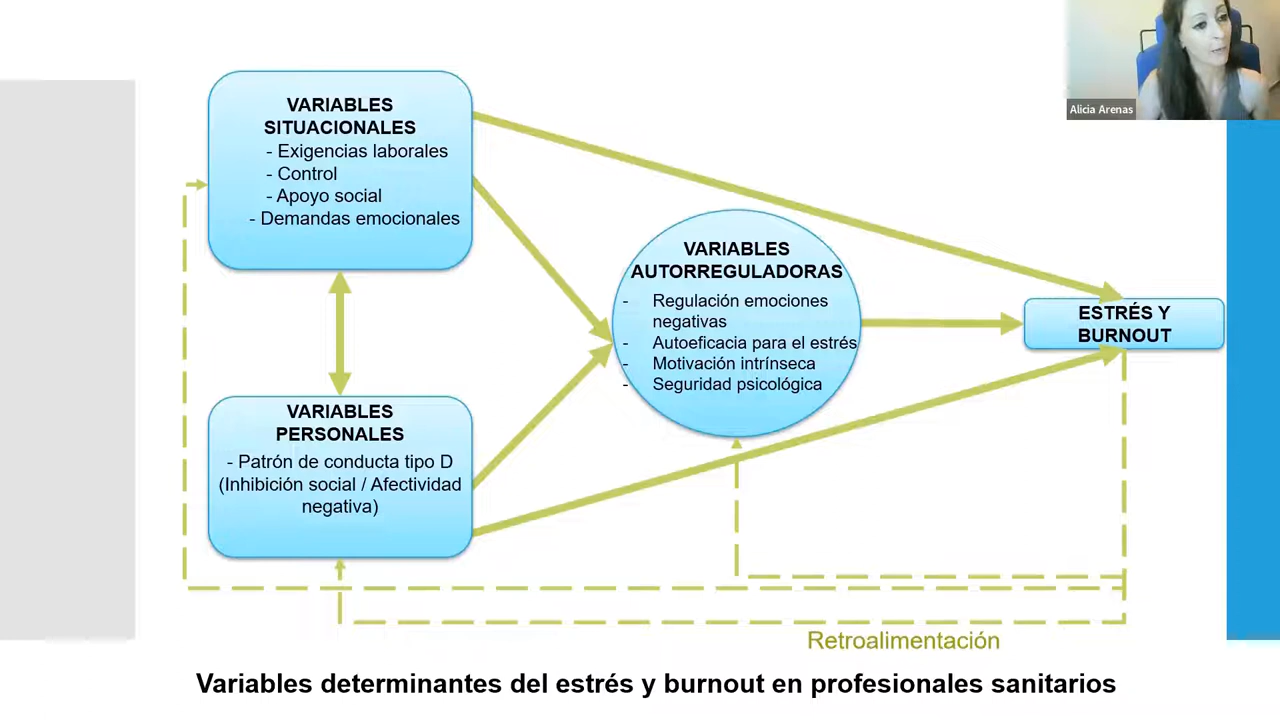 Alicia Arenas
VARIABLES
SITUACIONALES
- Exigencias laborales
- Control
- Apoyo social
- Demandas emocionales
VARIABLES
AUTORREGULADORAS
- Regulación emociones
negativas
- Autoeficacia para el estrés
- Motivación intrínseca
- Seguridad psicológica
ESTRÉS Y
BURNOUT
VARIABLES
PERSONALES
- Patrón de conducta tipo D
(Inhibición social / Afectividad
negativa)
Retroalimentación
Variables determinantes del estrés y burnout en profesionales sanitarios